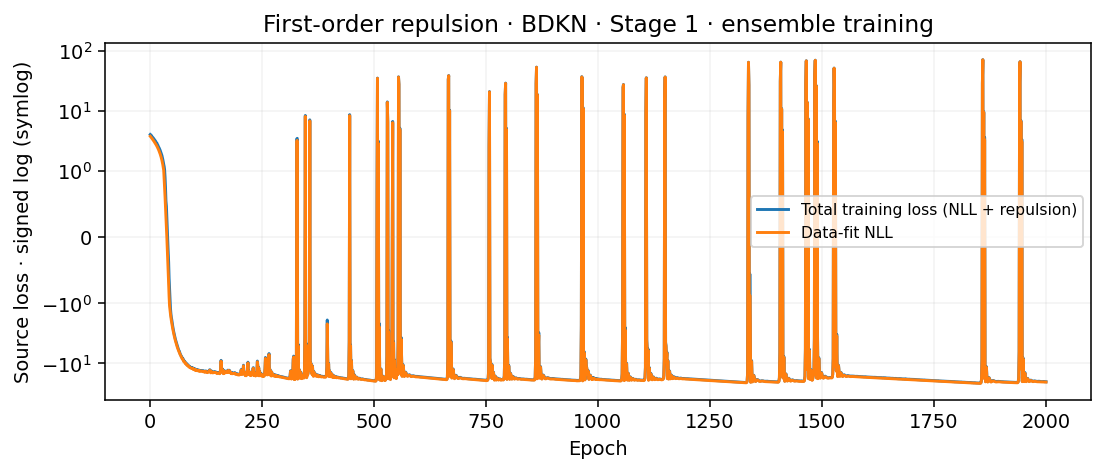 First-order repulsion · BDKN · Stage 1 · ensemble training
Source loss · signed log (symlog)
10²
10¹
10⁰
0
−10⁰
−10¹
Total training loss (NLL + repulsion)
Data-fit NLL
0 250 500 750 1000 1250 1500 1750 2000
Epoch